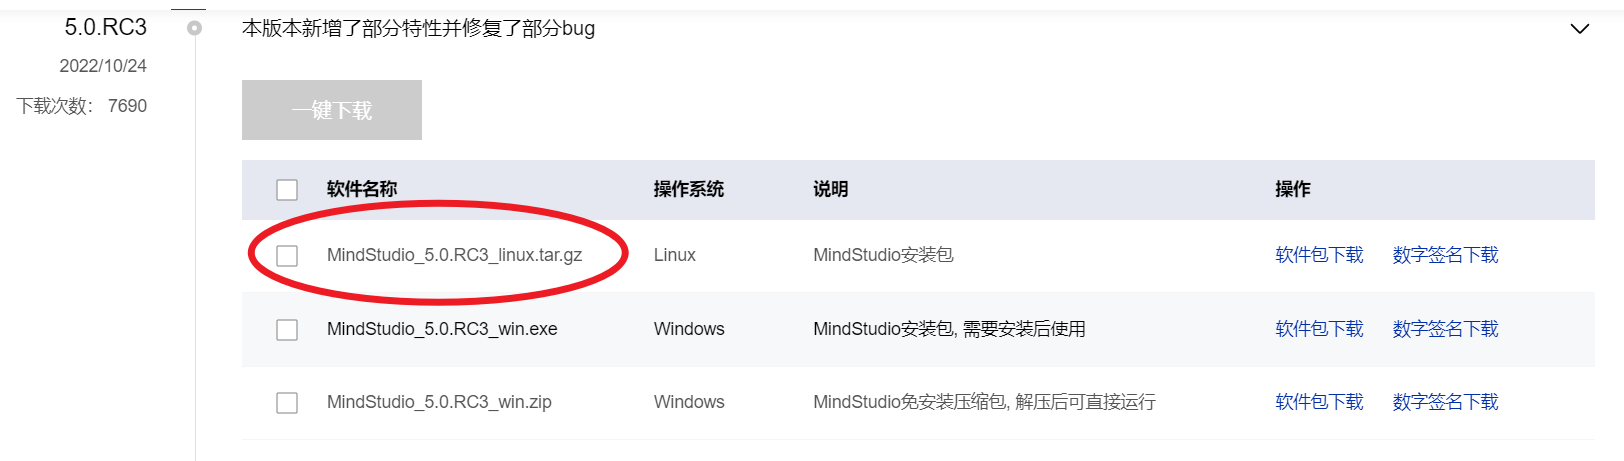 5.0.RC3
2022/10/24
下载次数： 7690
本版本新增了部分特性并修复了部分bug
一键下载
软件名称 操作系统 说明 操作
MindStudio_5.0.RC3_linux.tar.gz Linux MindStudio安装包 软件包下载 数字签名下载
MindStudio_5.0.RC3_win.exe Windows MindStudio安装包, 需要安装后使用 软件包下载 数字签名下载
MindStudio_5.0.RC3_win.zip Windows MindStudio免安装压缩包, 解压后可直接运行 软件包下载 数字签名下载